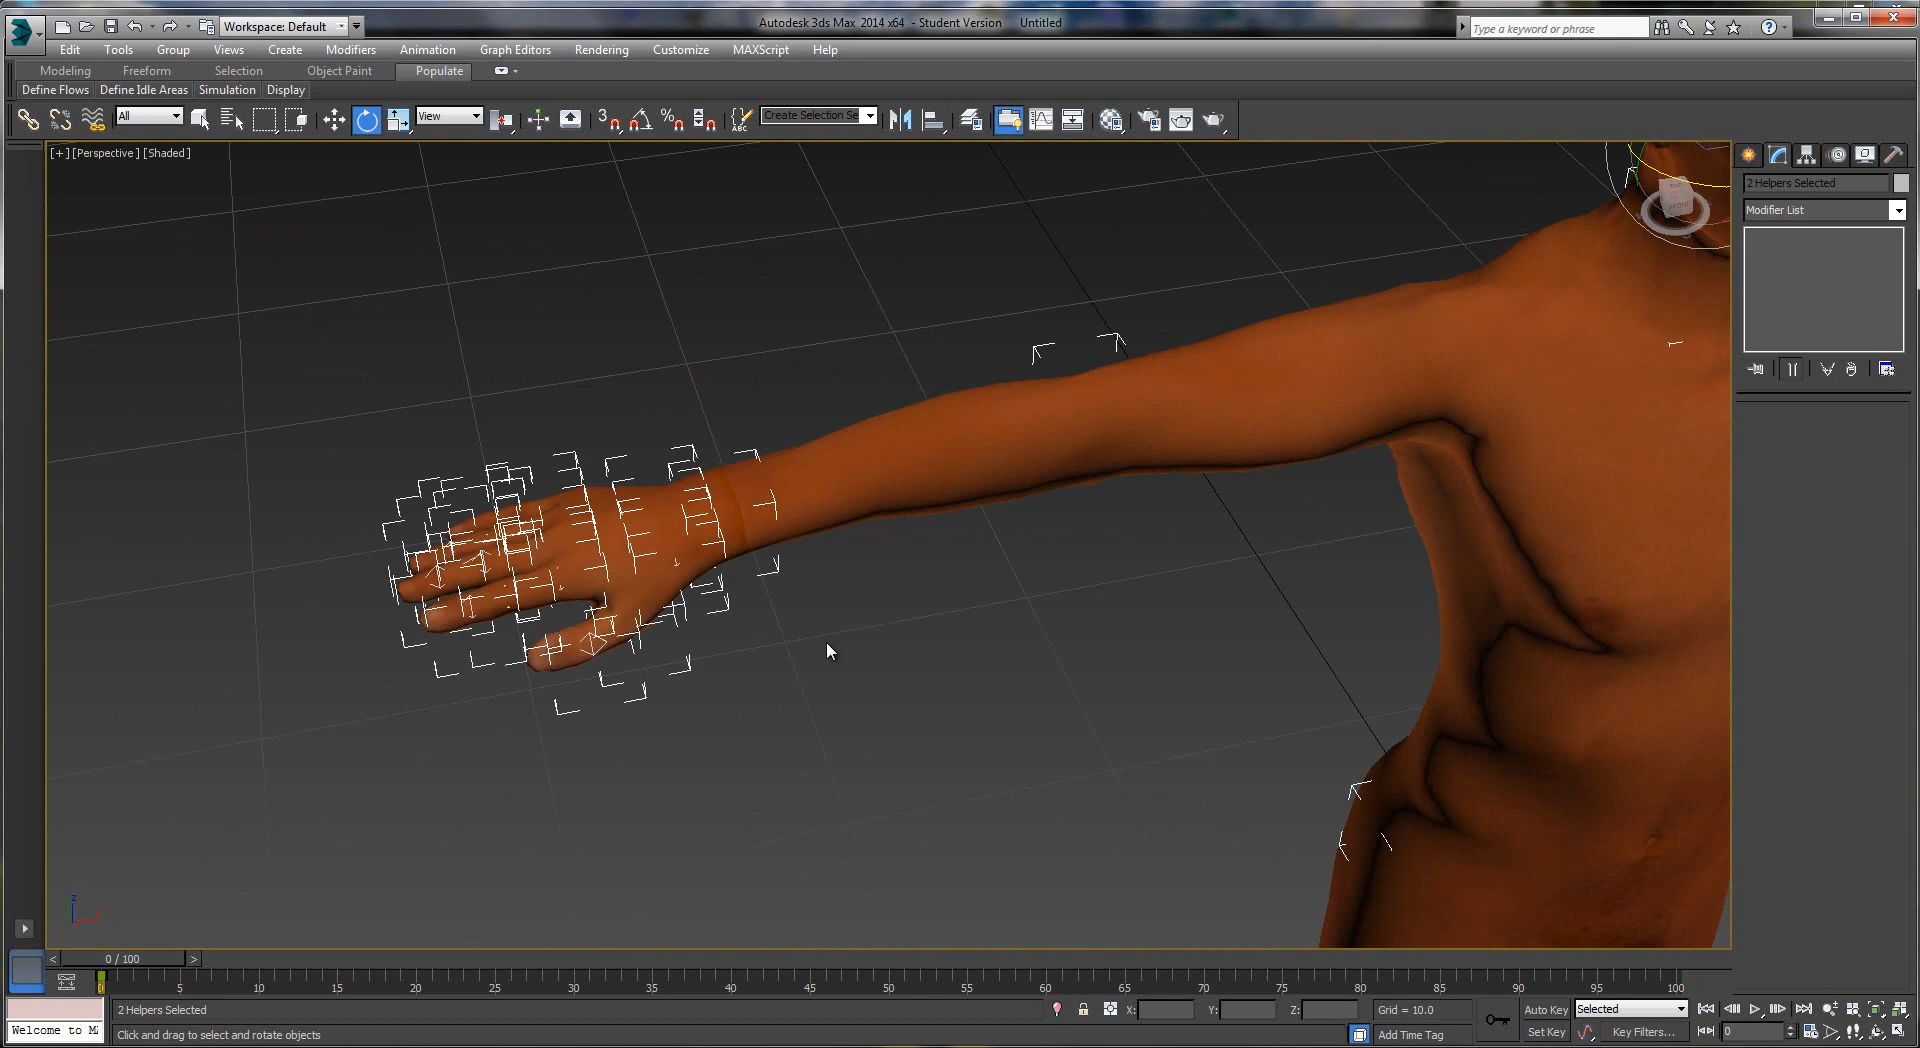 Workspace: Default
Autodesk 3ds Max 2014 x64 - Student Version Untitled
Type a keyword or phrase
Edit Tools Group Views Create Modifiers Animation Graph Editors Rendering Customize MAXScript Help
Modeling Freeform Selection Object Paint Populate
Define Flows Define Idle Areas Simulation Display
All View 3 % ABC Create Selection Se
[+] [Perspective] [Shaded]
2 Helpers Selected
Modifier List
TOP
FRONT
z
< 0 / 100 >
0 5 10 15 20 25 30 35 40 45 50 55 60 65 70 75 80 85 90 95 100
2 Helpers Selected X: Y: Z: Grid = 10.0 Auto Key Selected
Welcome to M
Click and drag to select and rotate objects Add Time Tag Set Key Key Filters... 0